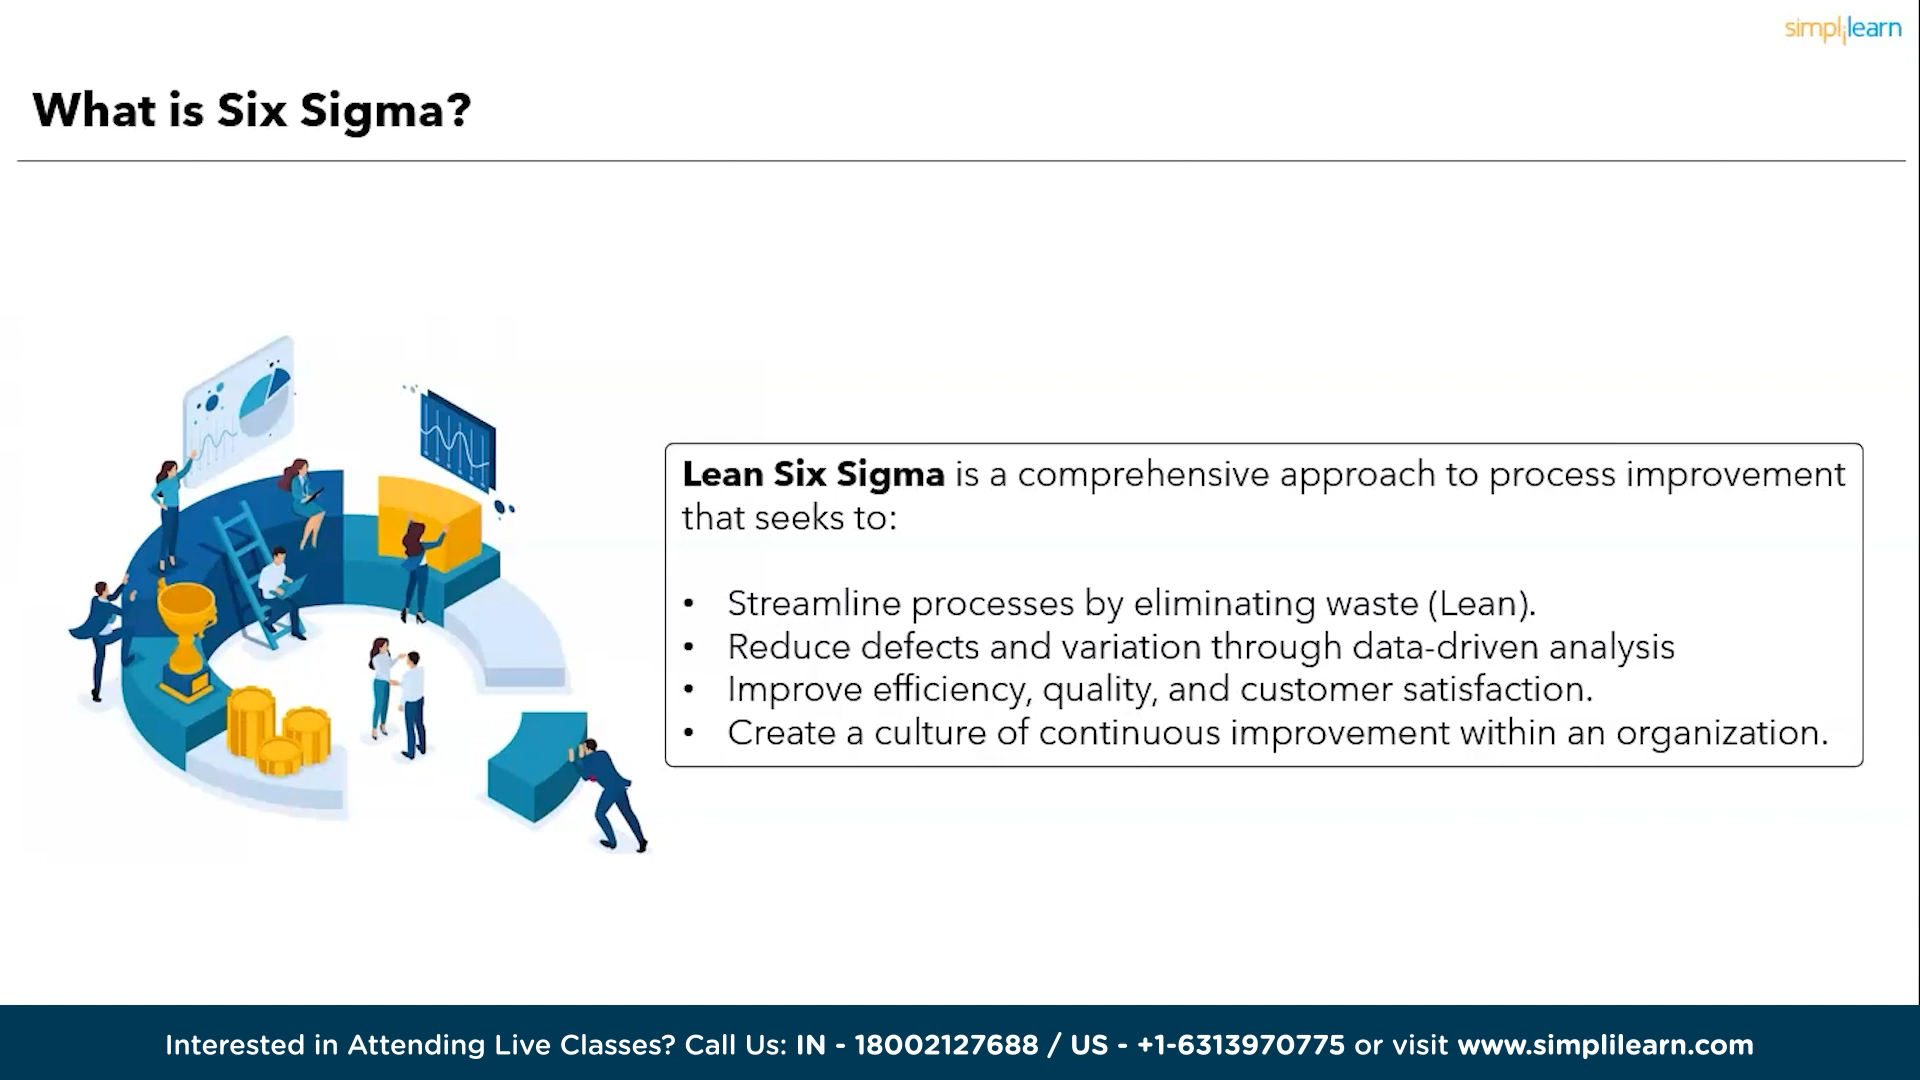 simplilearn
What is Six Sigma?
Lean Six Sigma is a comprehensive approach to process improvement
that seeks to:
• Streamline processes by eliminating waste (Lean).
• Reduce defects and variation through data-driven analysis
• Improve efficiency, quality, and customer satisfaction.
• Create a culture of continuous improvement within an organization.
Interested in Attending Live Classes? Call Us: IN - 18002127688 / US - +1-6313970775 or visit www.simplilearn.com